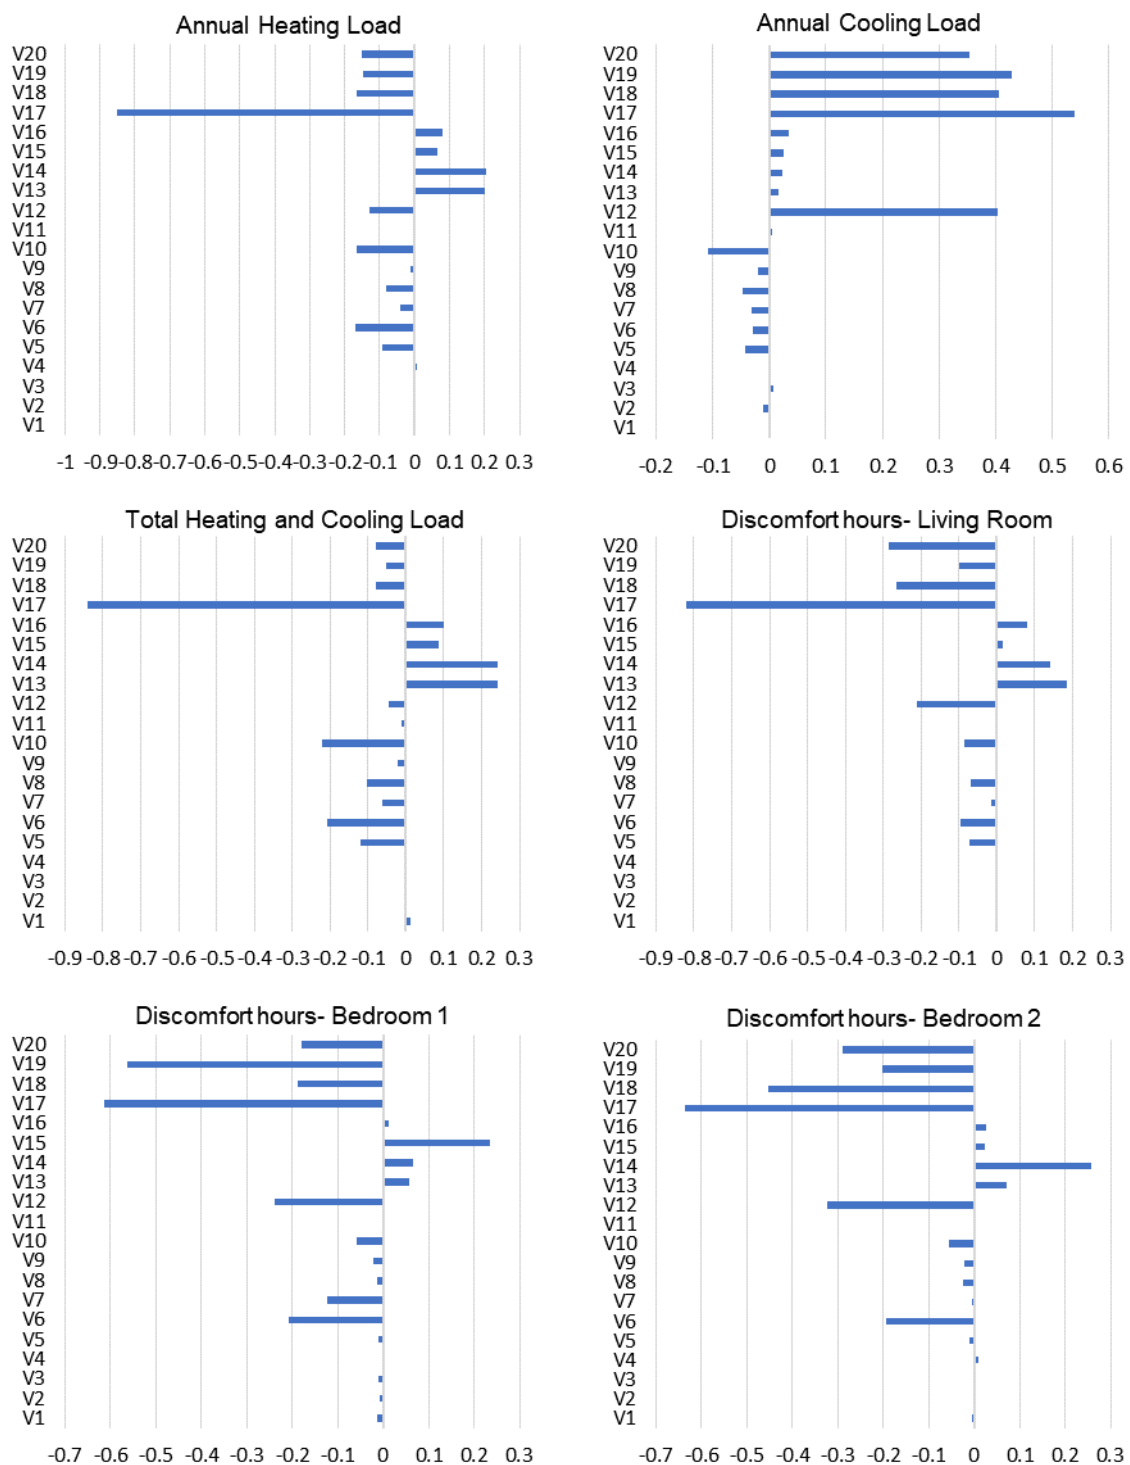 Annual Heating Load
V20
V19
V18
V17
V16
V15
V14
V13
V12
V11
V10
V9
V8
V7
V6
V5
V4
V3
V2
V1
-1 -0.9 -0.8 -0.7 -0.6 -0.5 -0.4 -0.3 -0.2 -0.1 0 0.1 0.2 0.3
Annual Cooling Load
V20
V19
V18
V17
V16
V15
V14
V13
V12
V11
V10
V9
V8
V7
V6
V5
V4
V3
V2
V1
-0.2 -0.1 0 0.1 0.2 0.3 0.4 0.5 0.6
Total Heating and Cooling Load
V20
V19
V18
V17
V16
V15
V14
V13
V12
V11
V10
V9
V8
V7
V6
V5
V4
V3
V2
V1
-0.9 -0.8 -0.7 -0.6 -0.5 -0.4 -0.3 -0.2 -0.1 0 0.1 0.2 0.3
Discomfort hours- Living Room
V20
V19
V18
V17
V16
V15
V14
V13
V12
V11
V10
V9
V8
V7
V6
V5
V4
V3
V2
V1
-0.9 -0.8 -0.7 -0.6 -0.5 -0.4 -0.3 -0.2 -0.1 0 0.1 0.2 0.3
Discomfort hours- Bedroom 1
V20
V19
V18
V17
V16
V15
V14
V13
V12
V11
V10
V9
V8
V7
V6
V5
V4
V3
V2
V1
-0.7 -0.6 -0.5 -0.4 -0.3 -0.2 -0.1 0 0.1 0.2 0.3
Discomfort hours- Bedroom 2
V20
V19
V18
V17
V16
V15
V14
V13
V12
V11
V10
V9
V8
V7
V6
V5
V4
V3
V2
V1
-0.7 -0.6 -0.5 -0.4 -0.3 -0.2 -0.1 0 0.1 0.2 0.3